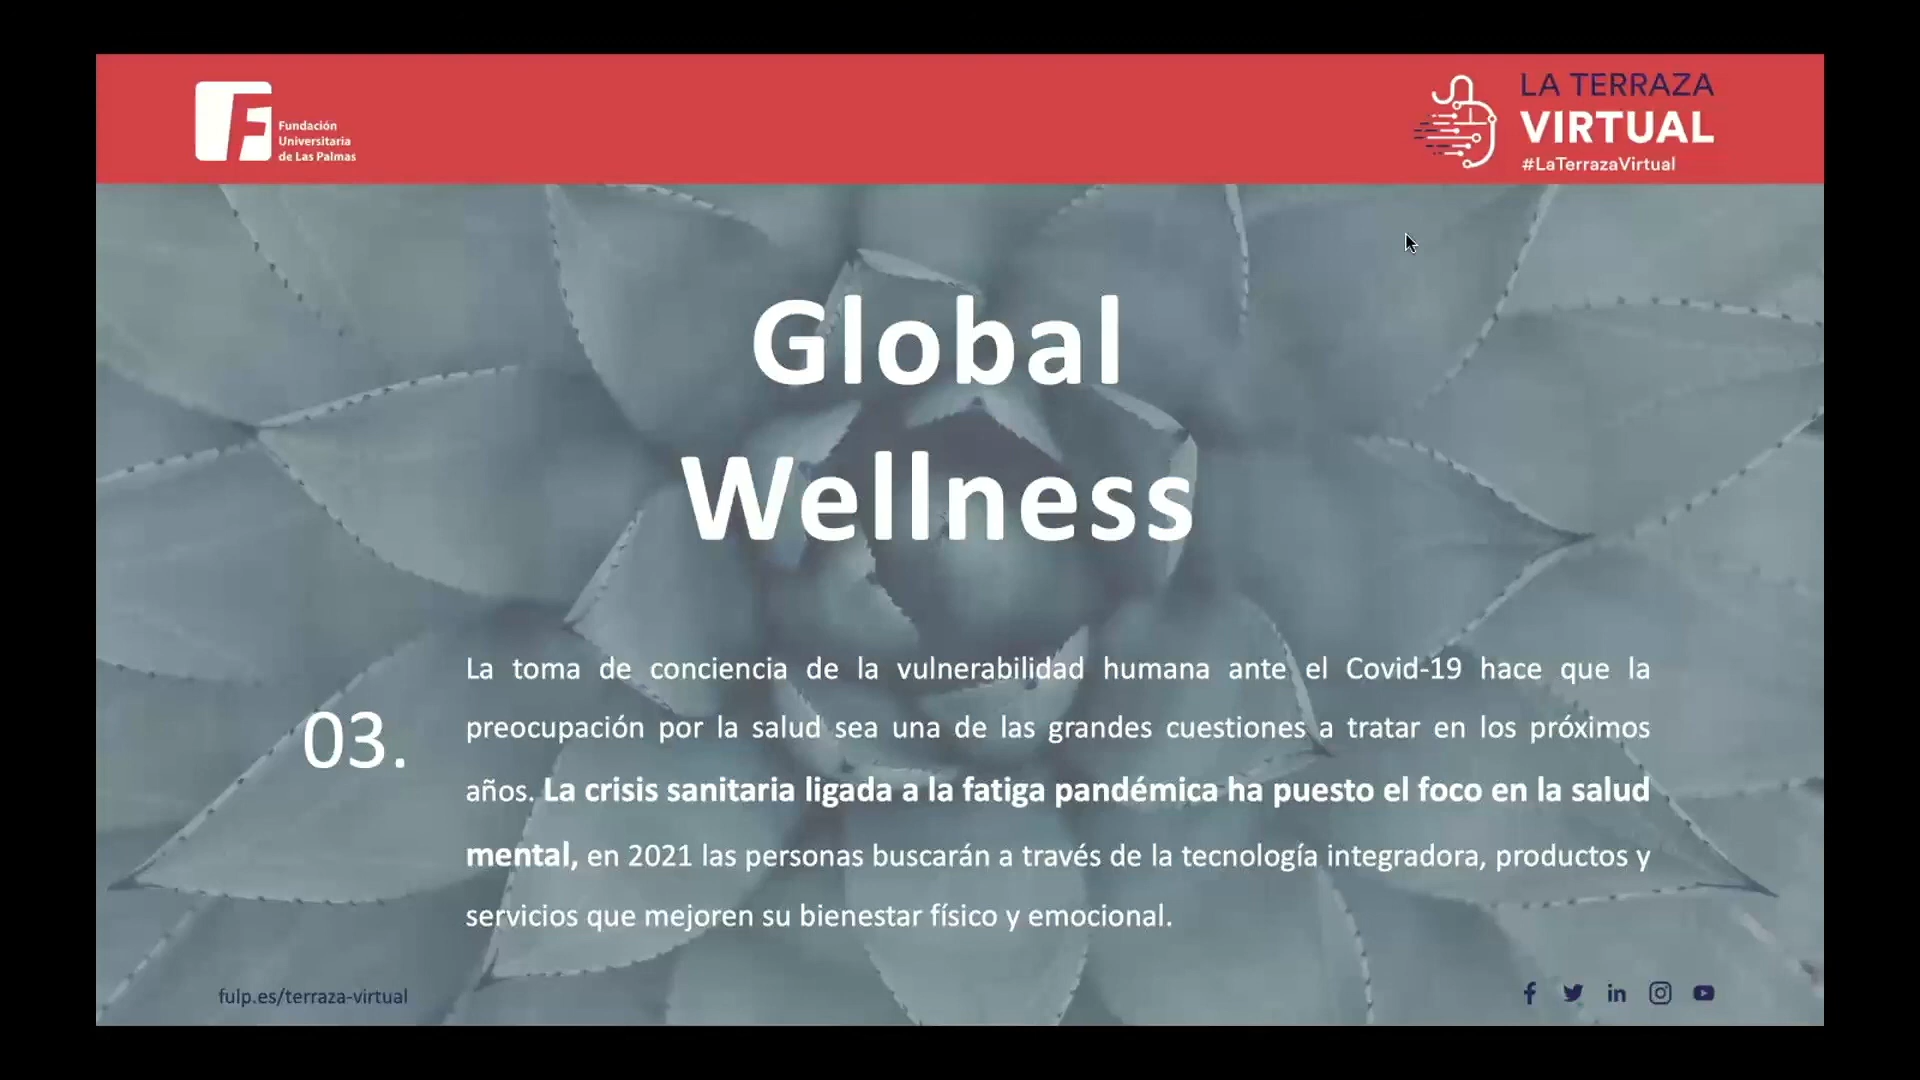 Fundación
Universitaria
de Las Palmas
LA TERRAZA
VIRTUAL
#LaTerrazaVirtual
Global
Wellness
03.
La toma de conciencia de la vulnerabilidad humana ante el Covid-19 hace que la
preocupación por la salud sea una de las grandes cuestiones a tratar en los próximos
años. La crisis sanitaria ligada a la fatiga pandémica ha puesto el foco en la salud
mental, en 2021 las personas buscarán a través de la tecnología integradora, productos y
servicios que mejoren su bienestar físico y emocional.
fulp.es/terraza-virtual